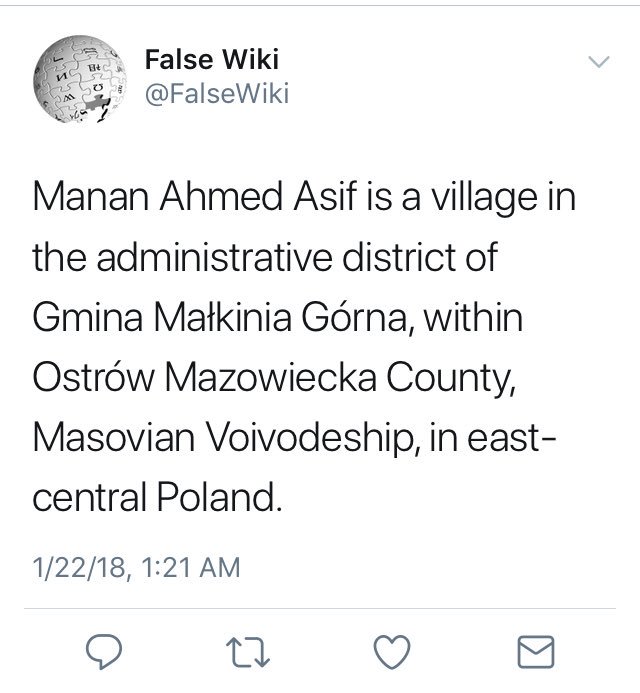 False Wiki
@FalseWiki
Manan Ahmed Asif is a village in
the administrative district of
Gmina Małkinia Górna, within
Ostrów Mazowiecka County,
Masovian Voivodeship, in east-
central Poland.
1/22/18, 1:21 AM